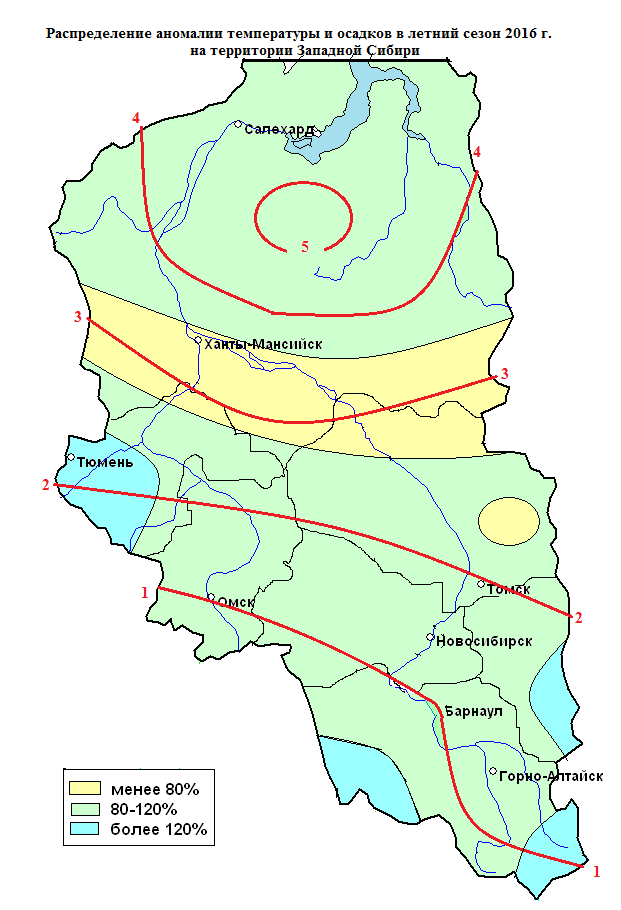 Распределение аномалии температуры и осадков в летний сезон 2016 г.
на территории Западной Сибири
4
Салехард
4
5
3
Ханты-Мансийск
3
Тюмень
2
1
Омск
Томск
2
Новосибирск
Барнаул
Горно-Алтайск
менее 80%
80-120%
более 120%
1